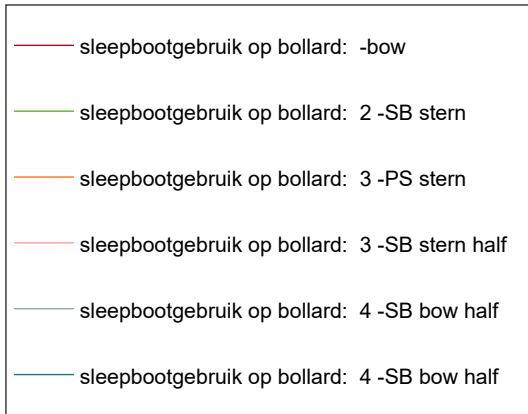 sleepbootgebruik op bollard: -bow
sleepbootgebruik op bollard: 2 -SB stern
sleepbootgebruik op bollard: 3 -PS stern
sleepbootgebruik op bollard: 3 -SB stern half
sleepbootgebruik op bollard: 4 -SB bow half
sleepbootgebruik op bollard: 4 -SB bow half